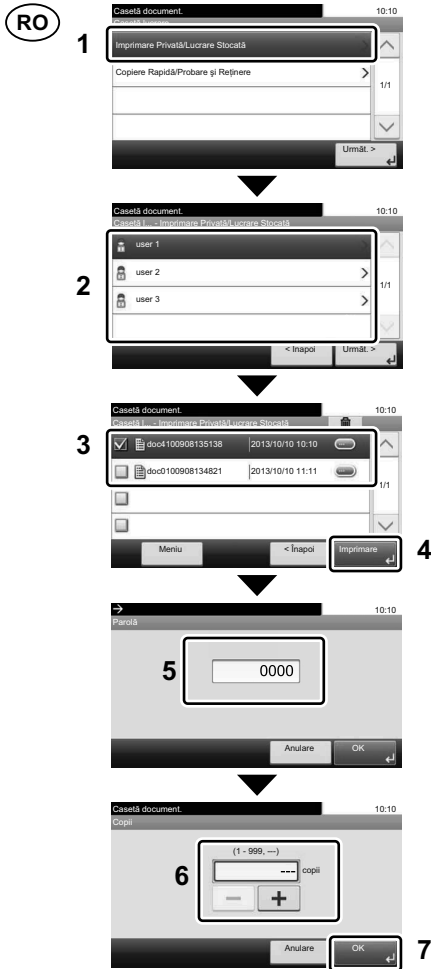 RO
Casetă document. 10:10
Casetă lucrare
1
Imprimare Privată/Lucrare Stocată
Copiere Rapidă/Probare şi Reţinere
1/1
Următ. >
Casetă document. 10:10
Casetă l... - Imprimare Privată/Lucrare Stocată
2
user 1
user 2
user 3
1/1
< Înapoi Următ. >
Casetă document. 10:10
Casetă l... - Imprimare Privată/Lucrare Stocată
3
doc4100908135138 2013/10/10 10:10
doc0100908134821 2013/10/10 11:11
1/1
Meniu < Înapoi Imprimare
4
10:10
Parolă
5
0000
Anulare OK
Casetă document. 10:10
Copii
6
(1 - 999, ---)
--- copii
Anulare OK
7